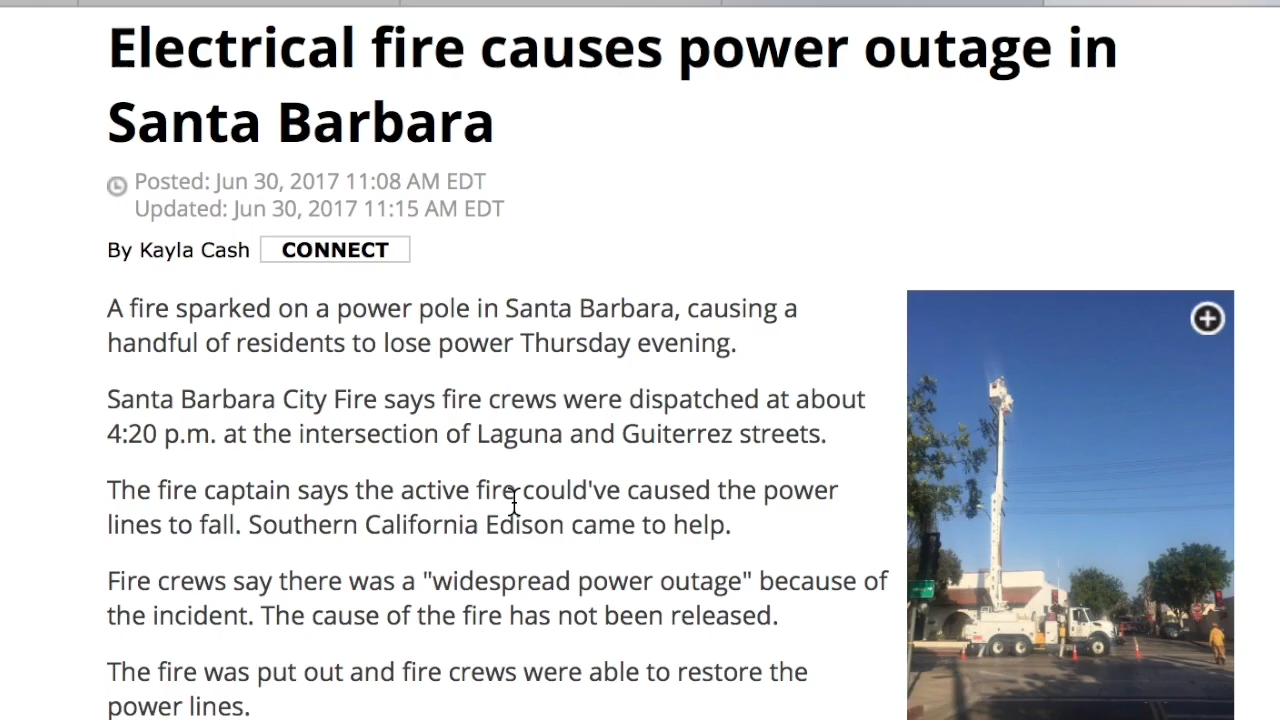 Electrical fire causes power outage in
Santa Barbara
Posted: Jun 30, 2017 11:08 AM EDT
Updated: Jun 30, 2017 11:15 AM EDT
By Kayla Cash CONNECT
A fire sparked on a power pole in Santa Barbara, causing a
handful of residents to lose power Thursday evening.
Santa Barbara City Fire says fire crews were dispatched at about
4:20 p.m. at the intersection of Laguna and Guiterrez streets.
The fire captain says the active fire could've caused the power
lines to fall. Southern California Edison came to help.
Fire crews say there was a "widespread power outage" because of
the incident. The cause of the fire has not been released.
The fire was put out and fire crews were able to restore the
power lines.